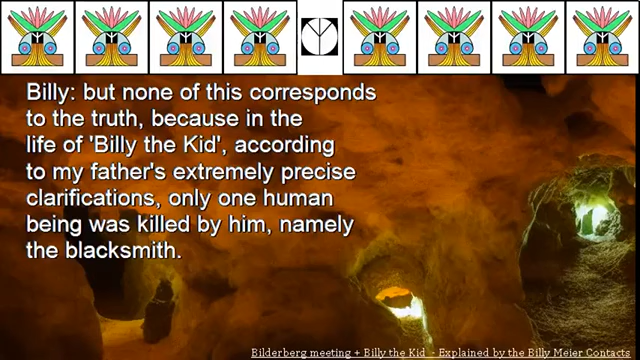 Billy: but none of this corresponds
to the truth, because in the
life of 'Billy the Kid', according
to my father's extremely precise
clarifications, only one human
being was killed by him, namely
the blacksmith.
Bilderberg meeting + Billy the Kid - Explained by the Billy Meier Contacts